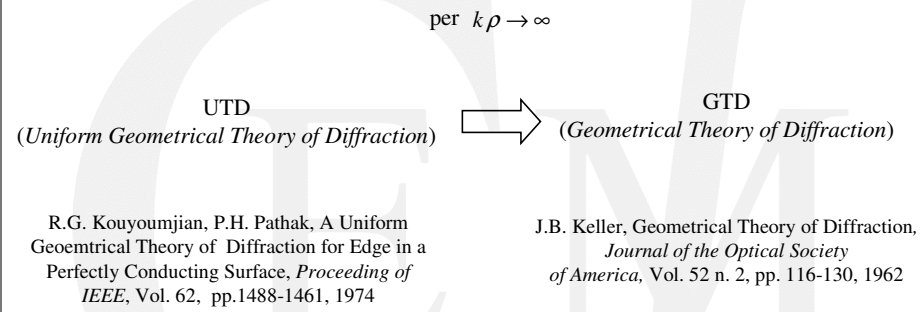 per kρ → ∞
UTD
(Uniform Geometrical Theory of Diffraction)
GTD
(Geometrical Theory of Diffraction)
R.G. Kouyoumjian, P.H. Pathak, A Uniform
Geoemtrical Theory of Diffraction for Edge in a
Perfectly Conducting Surface, Proceeding of
IEEE, Vol. 62, pp.1488-1461, 1974
J.B. Keller, Geometrical Theory of Diffraction,
Journal of the Optical Society
of America, Vol. 52 n. 2, pp. 116-130, 1962